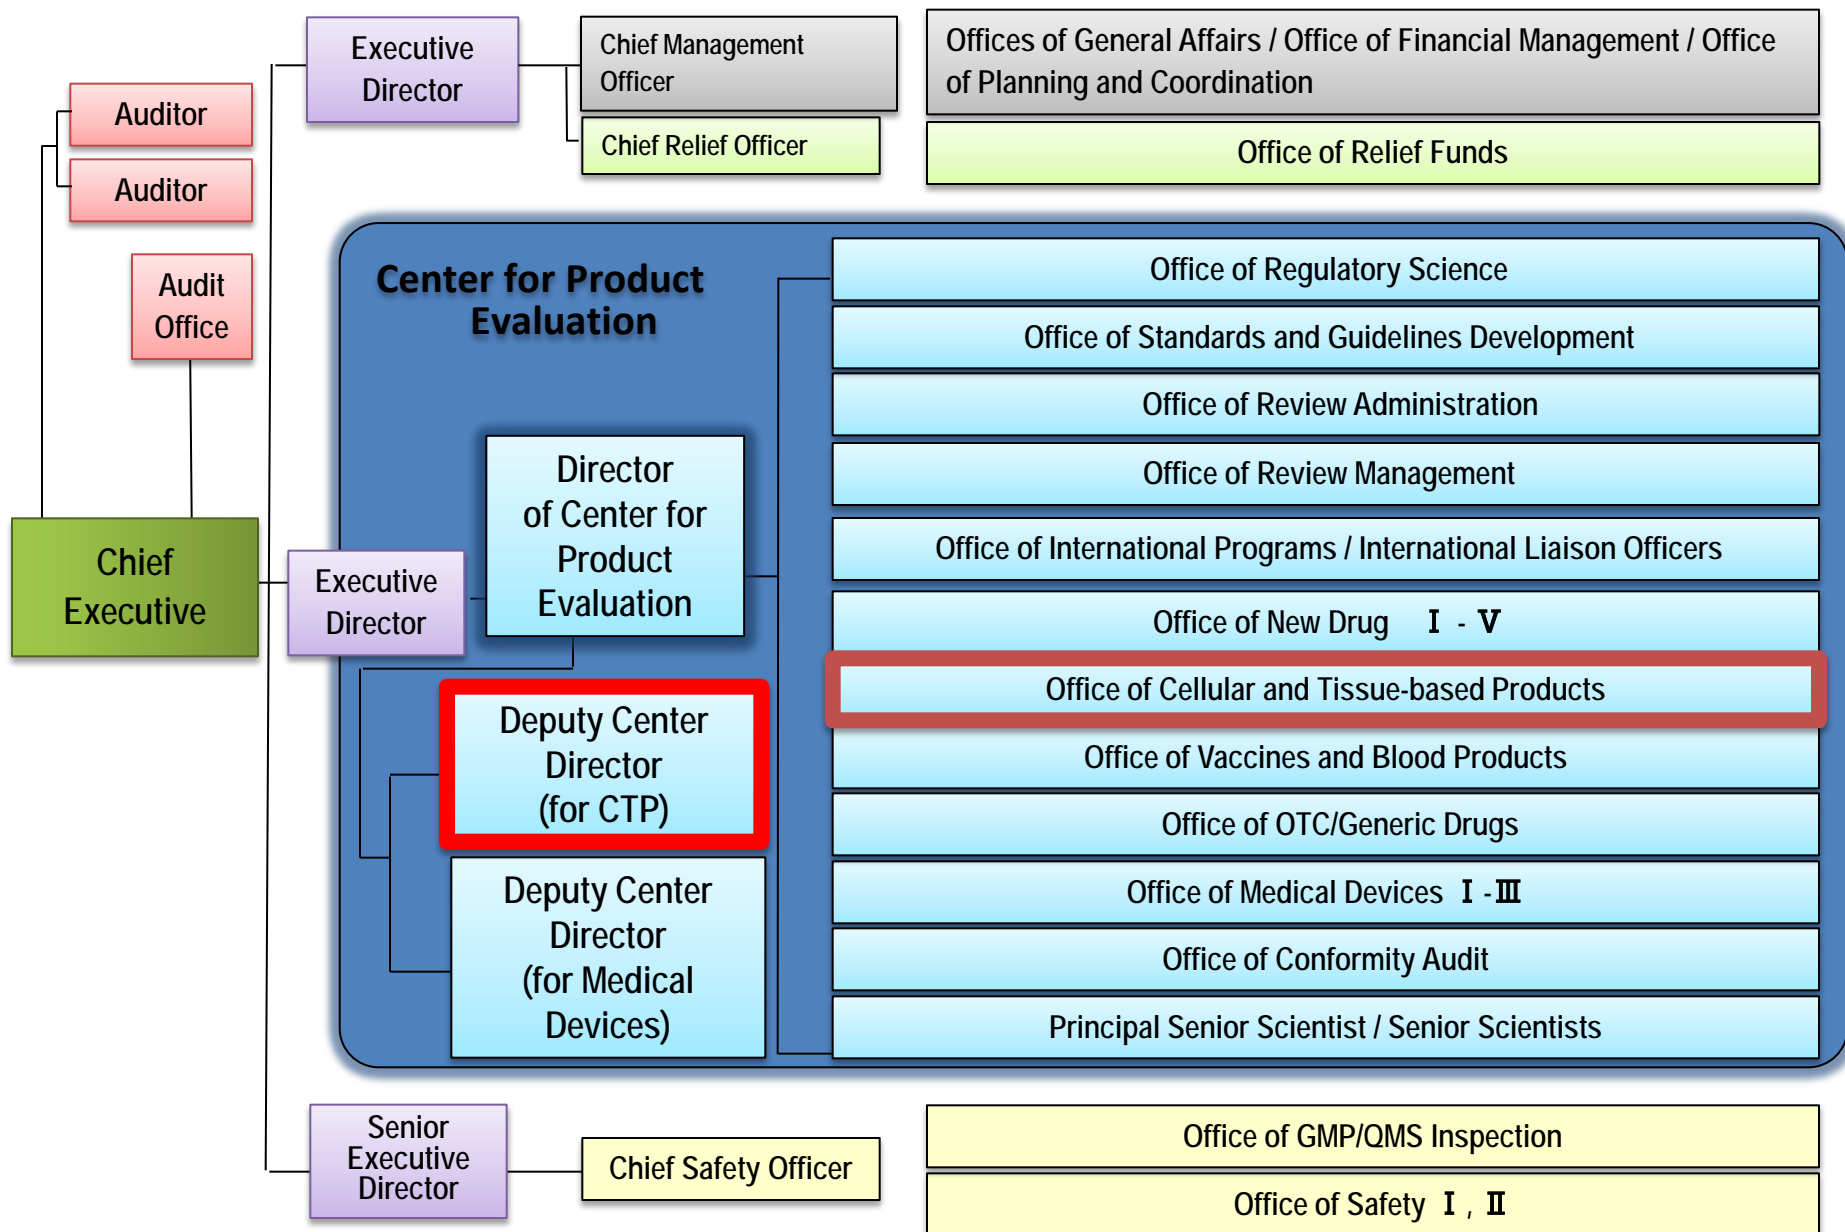 Executive
Director
Chief Management
Officer
Offices of General Affairs / Office of Financial Management / Office
of Planning and Coordination
Chief Relief Officer
Office of Relief Funds
Auditor
Auditor
Audit
Office
Chief
Executive
Executive
Director
Center for Product
Evaluation
Director
of Center for
Product
Evaluation
Deputy Center
Director
(for CTP)
Deputy Center
Director
(for Medical
Devices)
Office of Regulatory Science
Office of Standards and Guidelines Development
Office of Review Administration
Office of Review Management
Office of International Programs / International Liaison Officers
Office of New Drug Ⅰ - Ⅴ
Office of Cellular and Tissue-based Products
Office of Vaccines and Blood Products
Office of OTC/Generic Drugs
Office of Medical Devices Ⅰ -Ⅲ
Office of Conformity Audit
Principal Senior Scientist / Senior Scientists
Senior
Executive
Director
Chief Safety Officer
Office of GMP/QMS Inspection
Office of Safety Ⅰ , Ⅱ